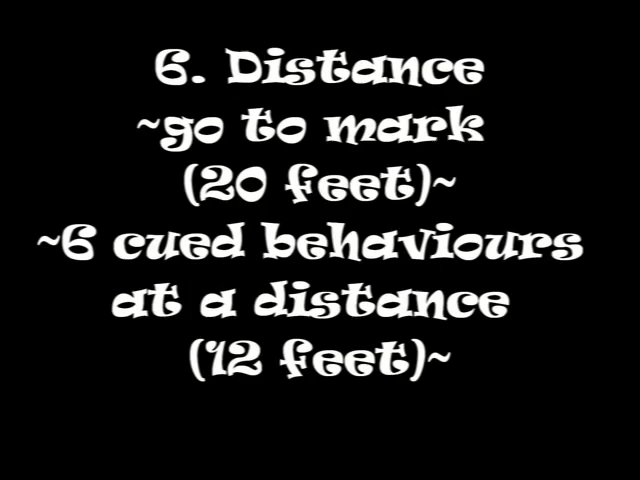 6. Distance
~go to mark
(20 feet)~
~6 cued behaviours
at a distance
(12 feet)~